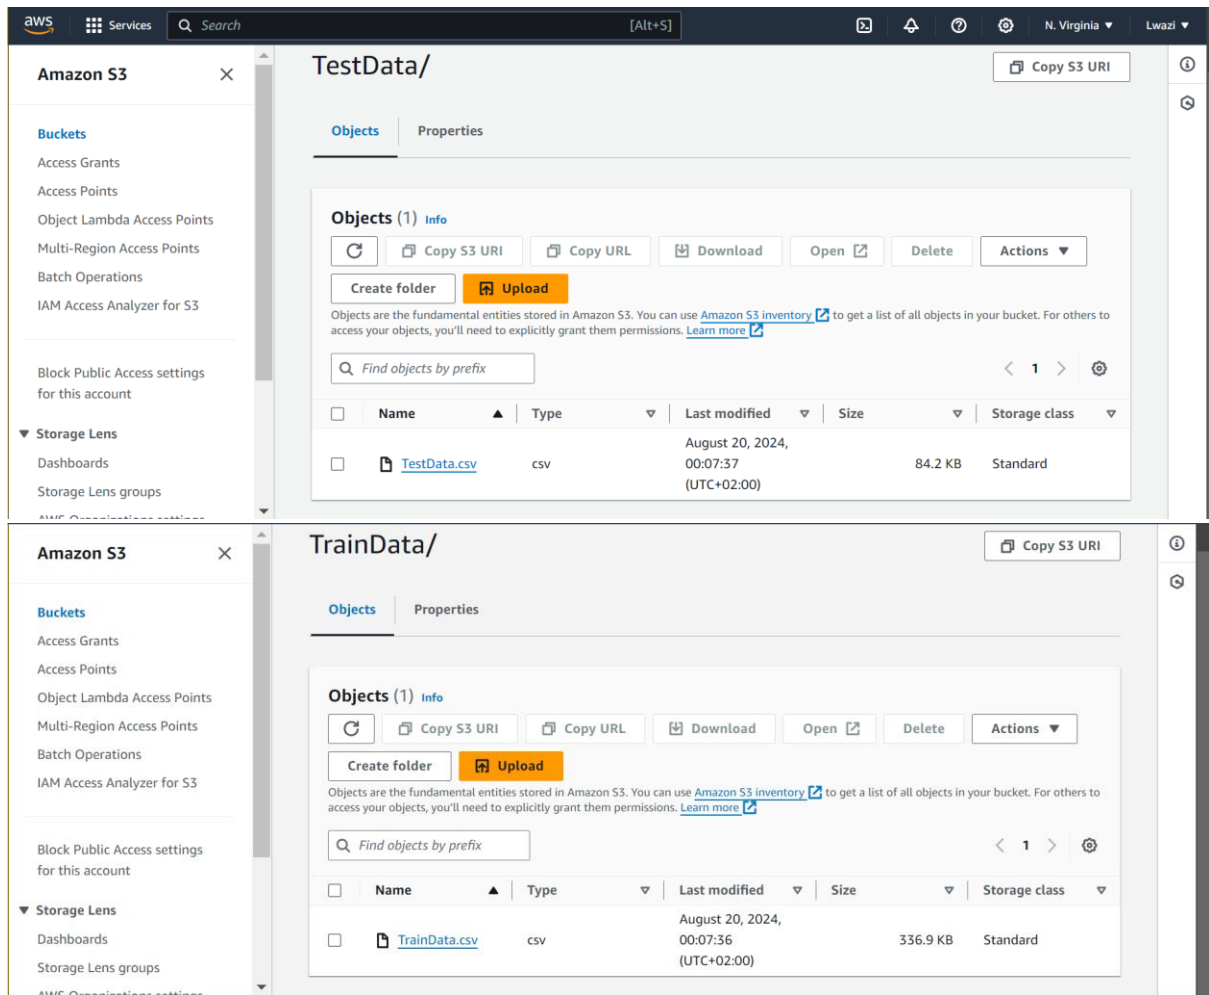 aws Services Search [Alt+S] N. Virginia ▼ Lwazi ▼
Amazon S3
Buckets
Access Grants
Access Points
Object Lambda Access Points
Multi-Region Access Points
Batch Operations
IAM Access Analyzer for S3
Block Public Access settings
for this account
▼ Storage Lens
Dashboards
Storage Lens groups
AWS Organizations settings
TestData/
Copy S3 URI
Objects Properties
Objects (1) Info
Copy S3 URI Copy URL Download Open Delete Actions ▼
Create folder Upload
Objects are the fundamental entities stored in Amazon S3. You can use Amazon S3 inventory to get a list of all objects in your bucket. For others to
access your objects, you'll need to explicitly grant them permissions. Learn more
Find objects by prefix
1
Name Type Last modified Size Storage class
TestData.csv csv August 20, 2024,
00:07:37
(UTC+02:00) 84.2 KB Standard
Amazon S3
Buckets
Access Grants
Access Points
Object Lambda Access Points
Multi-Region Access Points
Batch Operations
IAM Access Analyzer for S3
Block Public Access settings
for this account
▼ Storage Lens
Dashboards
Storage Lens groups
AWS Organizations settings
TrainData/
Copy S3 URI
Objects Properties
Objects (1) Info
Copy S3 URI Copy URL Download Open Delete Actions ▼
Create folder Upload
Objects are the fundamental entities stored in Amazon S3. You can use Amazon S3 inventory to get a list of all objects in your bucket. For others to
access your objects, you'll need to explicitly grant them permissions. Learn more
Find objects by prefix
1
Name Type Last modified Size Storage class
TrainData.csv csv August 20, 2024,
00:07:36
(UTC+02:00) 336.9 KB Standard